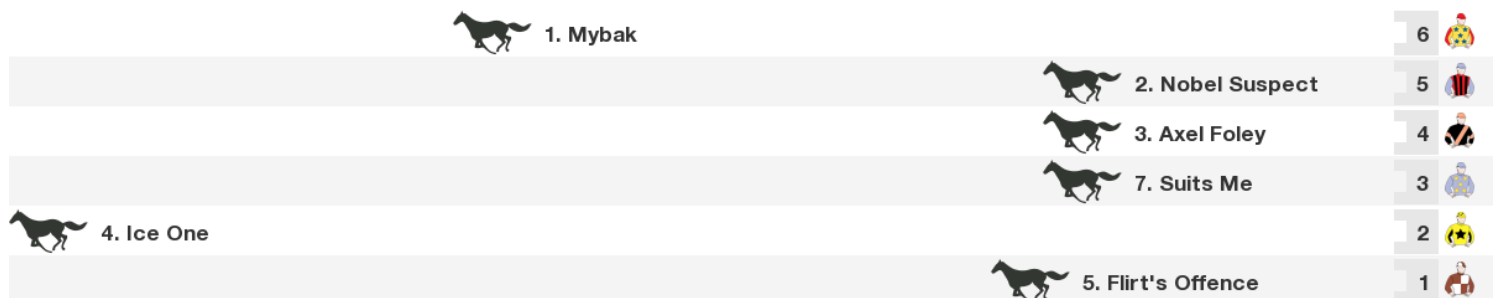 1. Mybak 6
2. Nobel Suspect 5
3. Axel Foley 4
7. Suits Me 3
4. Ice One 2
5. Flirt's Offence 1